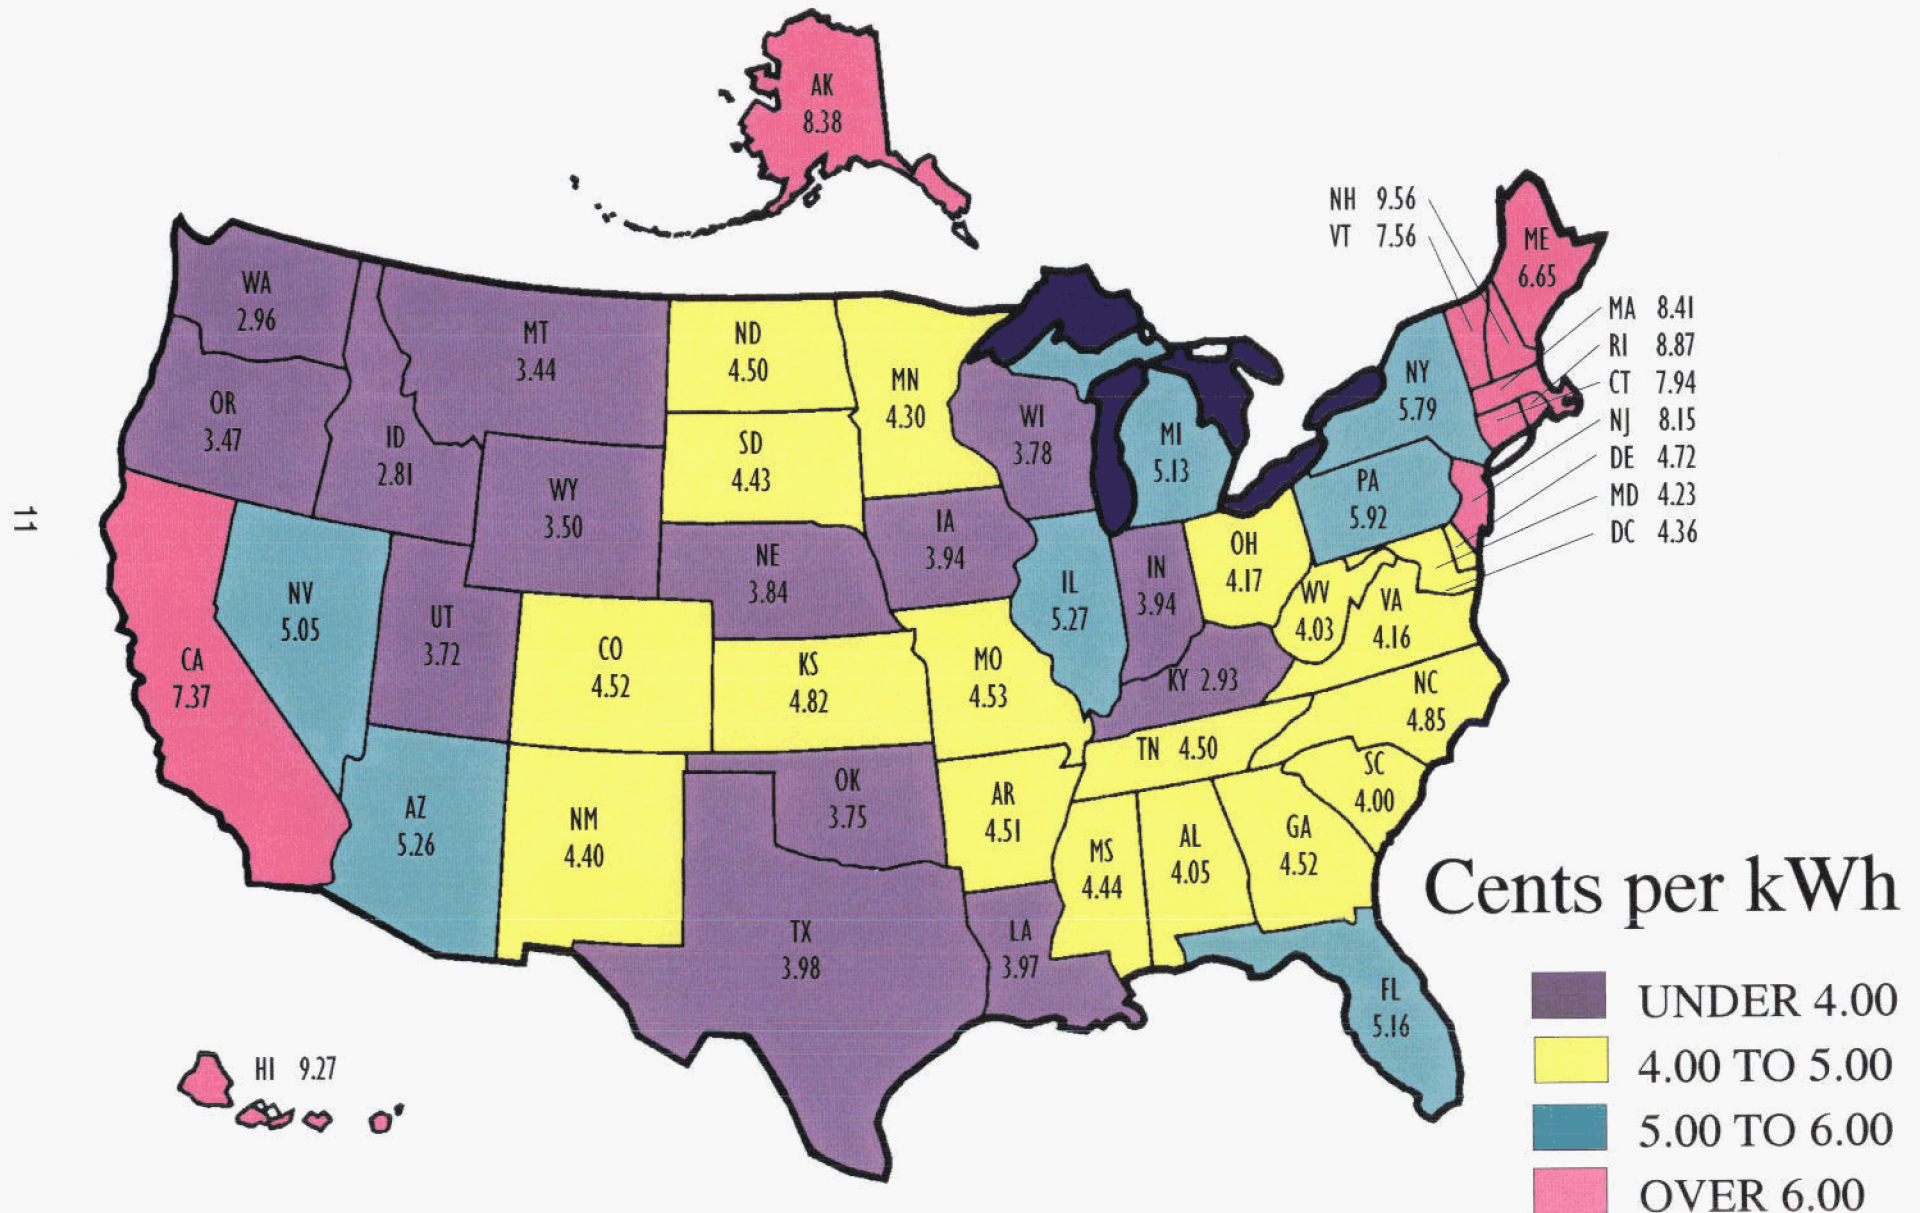 AK
8.38
NH 9.56
VT 7.56
ME
6.65
WA
2.96
MT
3.44
ND
4.50
MN
4.30
MA 8.41
RI 8.87
CT 7.94
NJ 8.15
DE 4.72
MD 4.23
DC 4.36
OR
3.47
ID
2.81
SD
4.43
WI
3.78
MI
5.13
NY
5.79
PA
5.92
WY
3.50
IA
3.94
NE
3.84
IL
5.27
IN
3.94
OH
4.17
WV
4.03
VA
4.16
11
NV
5.05
UT
3.72
CO
4.52
KS
4.82
MO
4.53
KY 2.93
NC
4.85
CA
7.37
TN 4.50
SC
4.00
AZ
5.26
NM
4.40
OK
3.75
AR
4.51
MS
4.44
AL
4.05
GA
4.52
TX
3.98
LA
3.97
FL
5.16
HI 9.27
Cents per kWh
UNDER 4.00
4.00 TO 5.00
5.00 TO 6.00
OVER 6.00